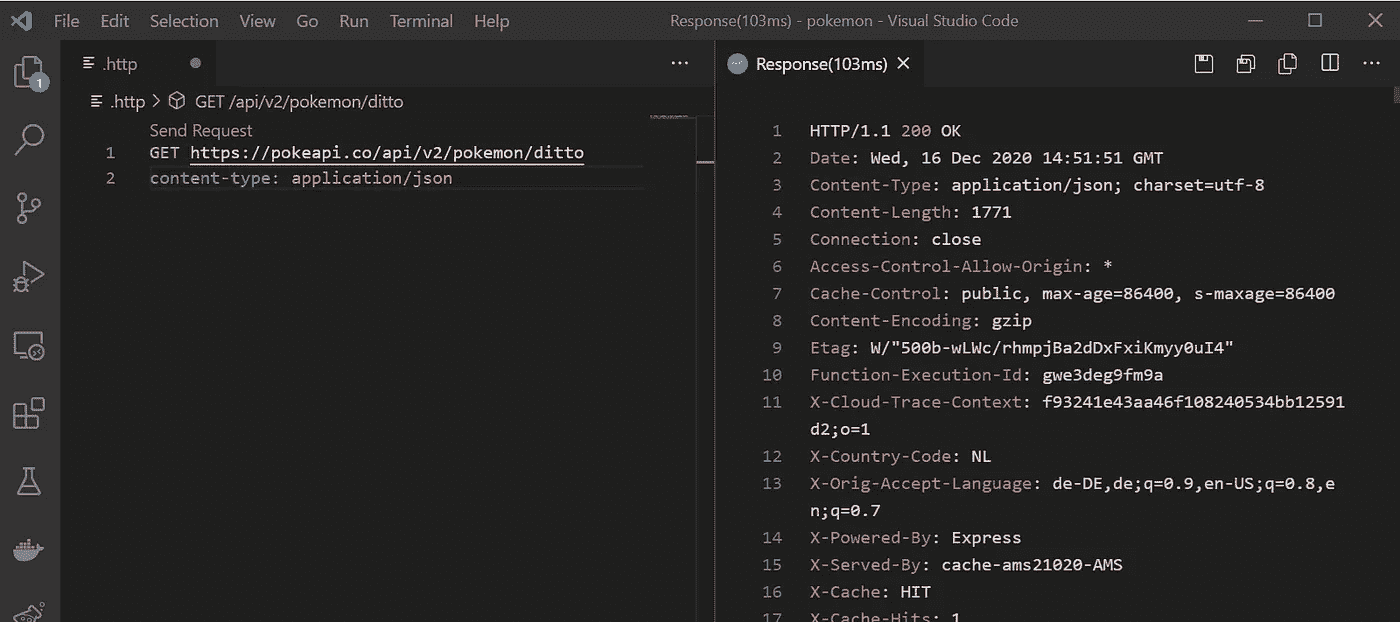 File Edit Selection View Go Run Terminal Help Response(103ms) - pokemon - Visual Studio Code
1
.http
.http > GET /api/v2/pokemon/ditto
Send Request
1 GET https://pokeapi.co/api/v2/pokemon/ditto
2 content-type: application/json
Response(103ms)
1 HTTP/1.1 200 OK
2 Date: Wed, 16 Dec 2020 14:51:51 GMT
3 Content-Type: application/json; charset=utf-8
4 Content-Length: 1771
5 Connection: close
6 Access-Control-Allow-Origin: *
7 Cache-Control: public, max-age=86400, s-maxage=86400
8 Content-Encoding: gzip
9 Etag: W/"500b-wLWc/rhmpjBa2dDxFxiKmyy0uI4"
10 Function-Execution-Id: gwe3deg9fm9a
11 X-Cloud-Trace-Context: f93241e43aa46f108240534bb12591
d2;o=1
12 X-Country-Code: NL
13 X-Orig-Accept-Language: de-DE,de;q=0.9,en-US;q=0.8,e
n;q=0.7
14 X-Powered-By: Express
15 X-Served-By: cache-ams21020-AMS
16 X-Cache: HIT
17 X-Cache-Hits: 1